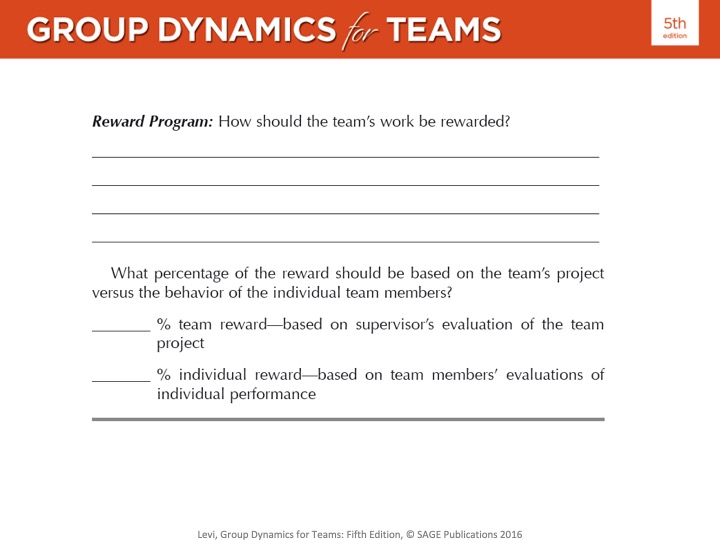 GROUP DYNAMICS for TEAMS
5th
edition
Reward Program: How should the team’s work be rewarded?
What percentage of the reward should be based on the team’s project
versus the behavior of the individual team members?
________ % team reward—based on supervisor’s evaluation of the team
project
________ % individual reward—based on team members’ evaluations of
individual performance
Levi, Group Dynamics for Teams: Fifth Edition, © SAGE Publications 2016